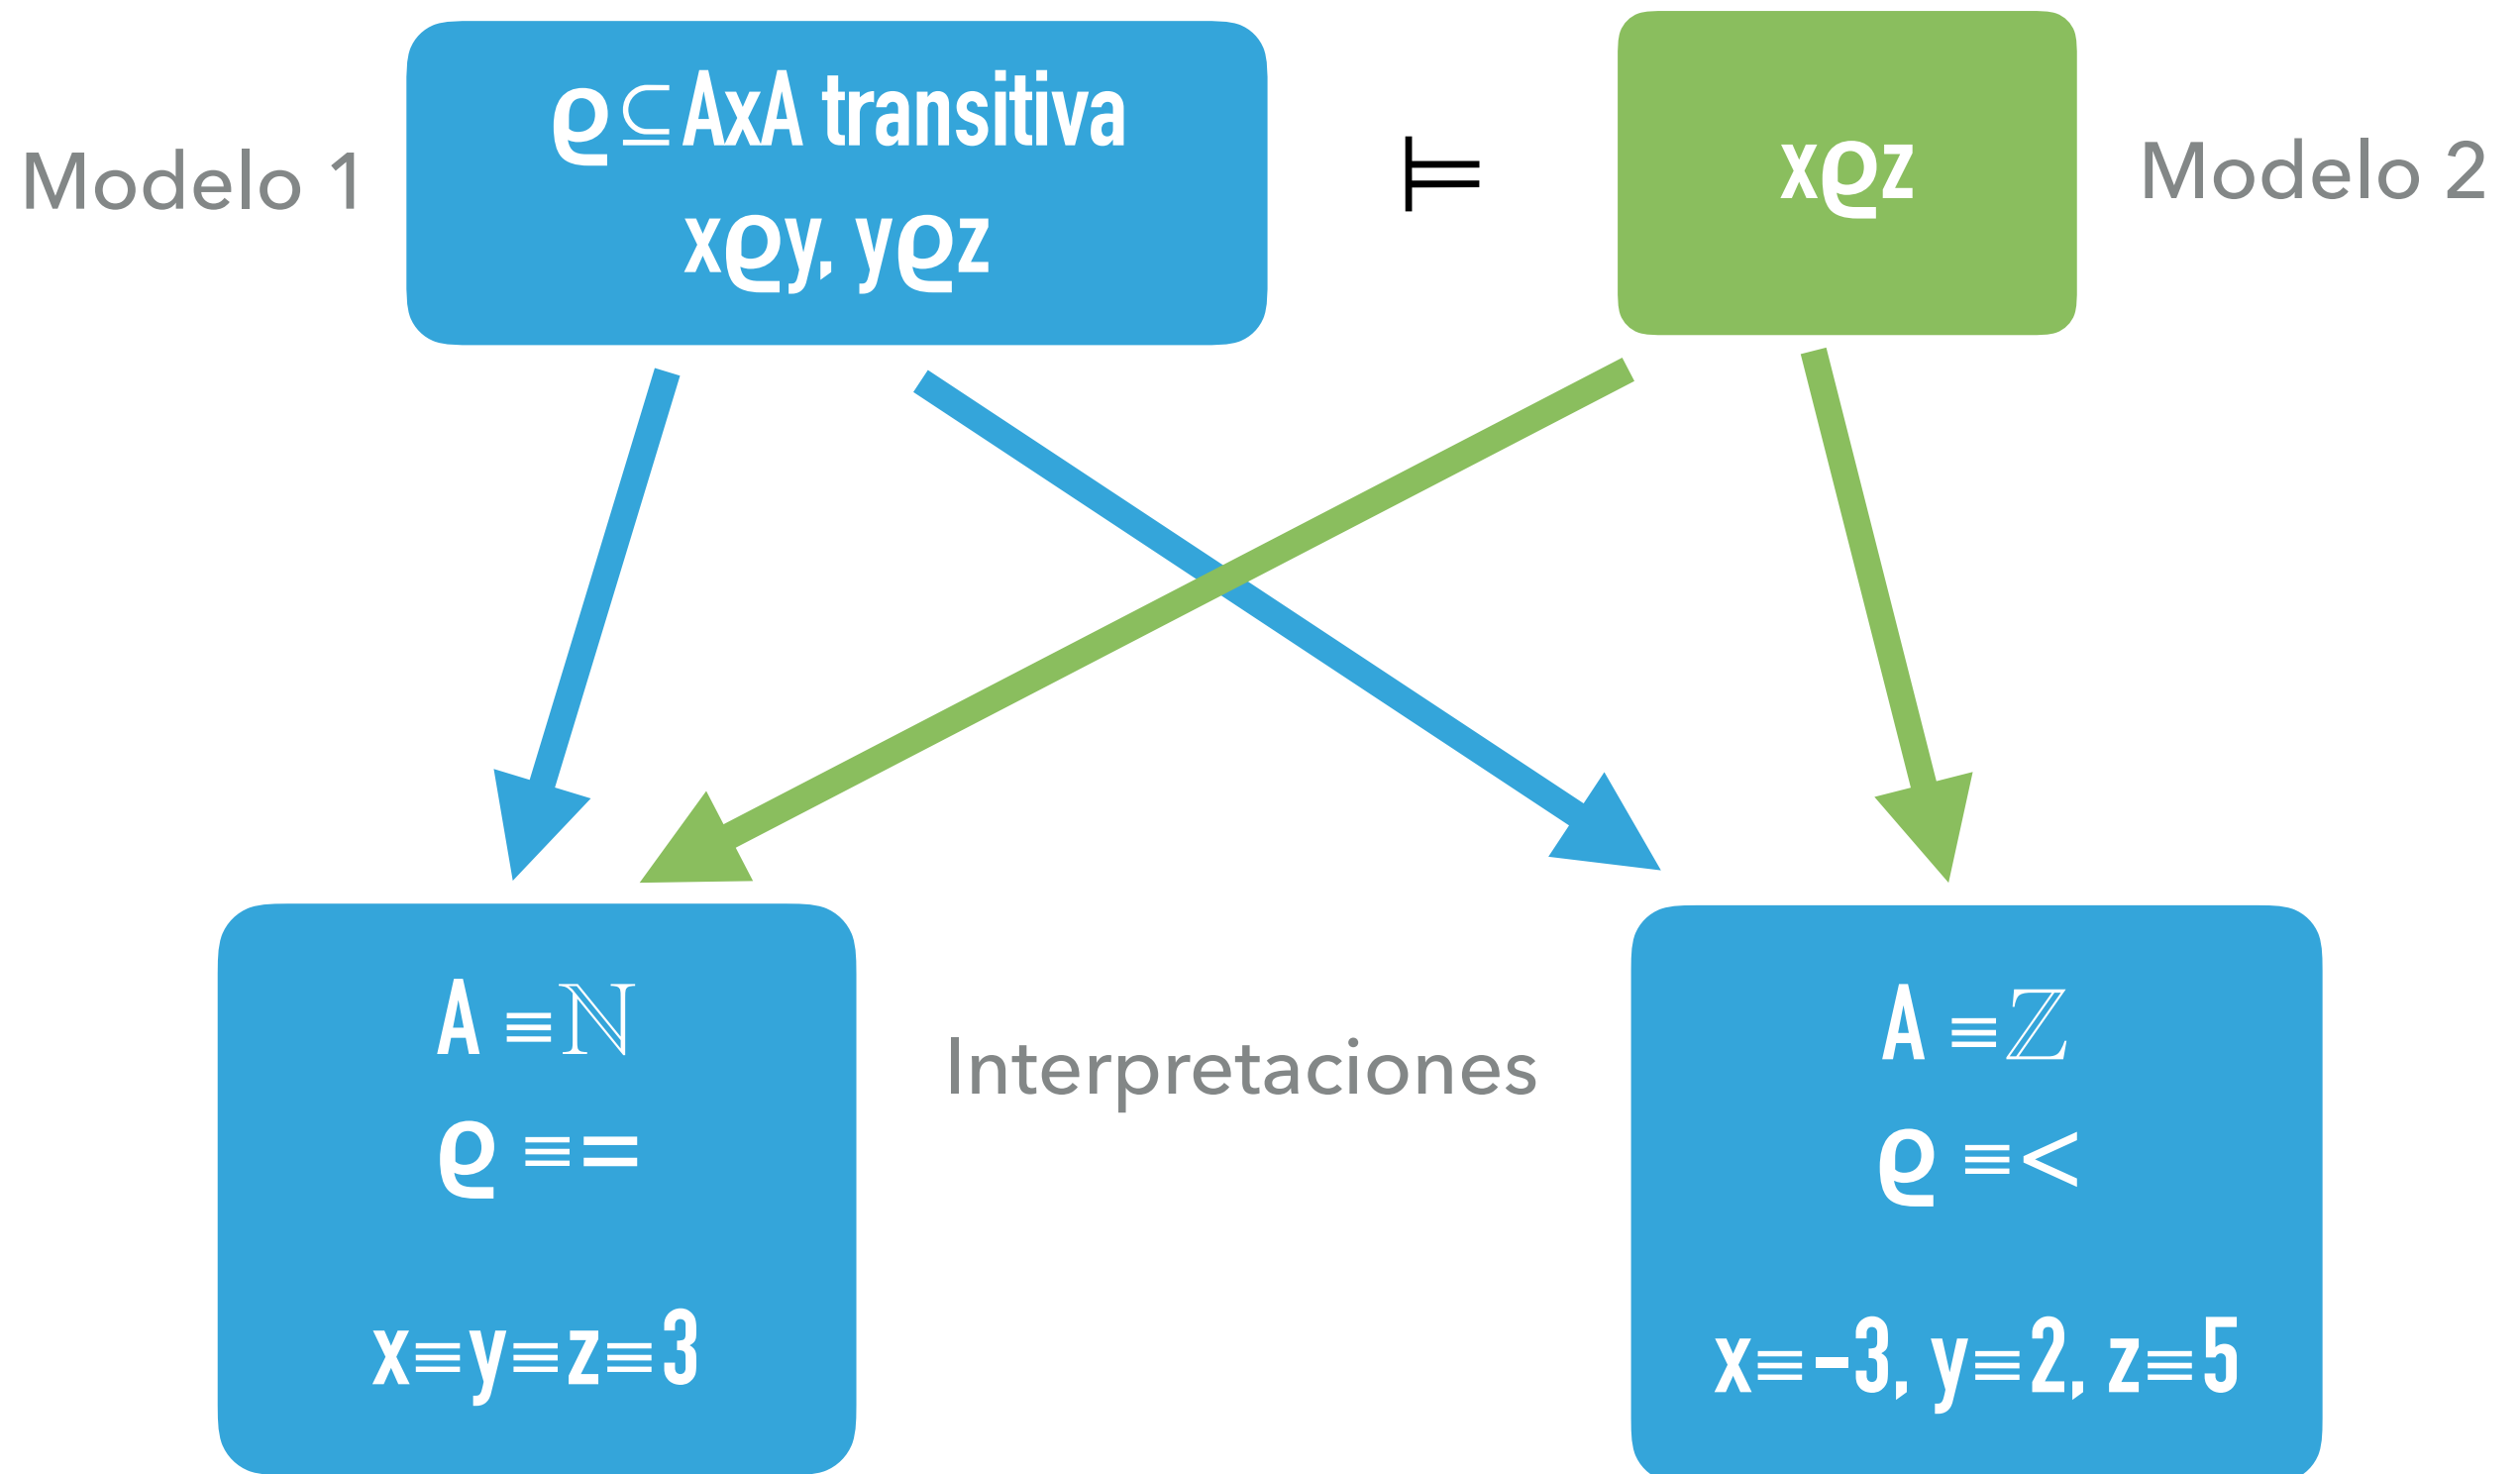 Modelo 1
ϱ⊆AxA transitiva
xϱy, yϱz
⊨
xϱz
Modelo 2
A ≡ℕ
ϱ ≡=
x≡y≡z≡3
Interpretaciones
A ≡ℤ
ϱ ≡<
x≡-3, y≡2, z≡5